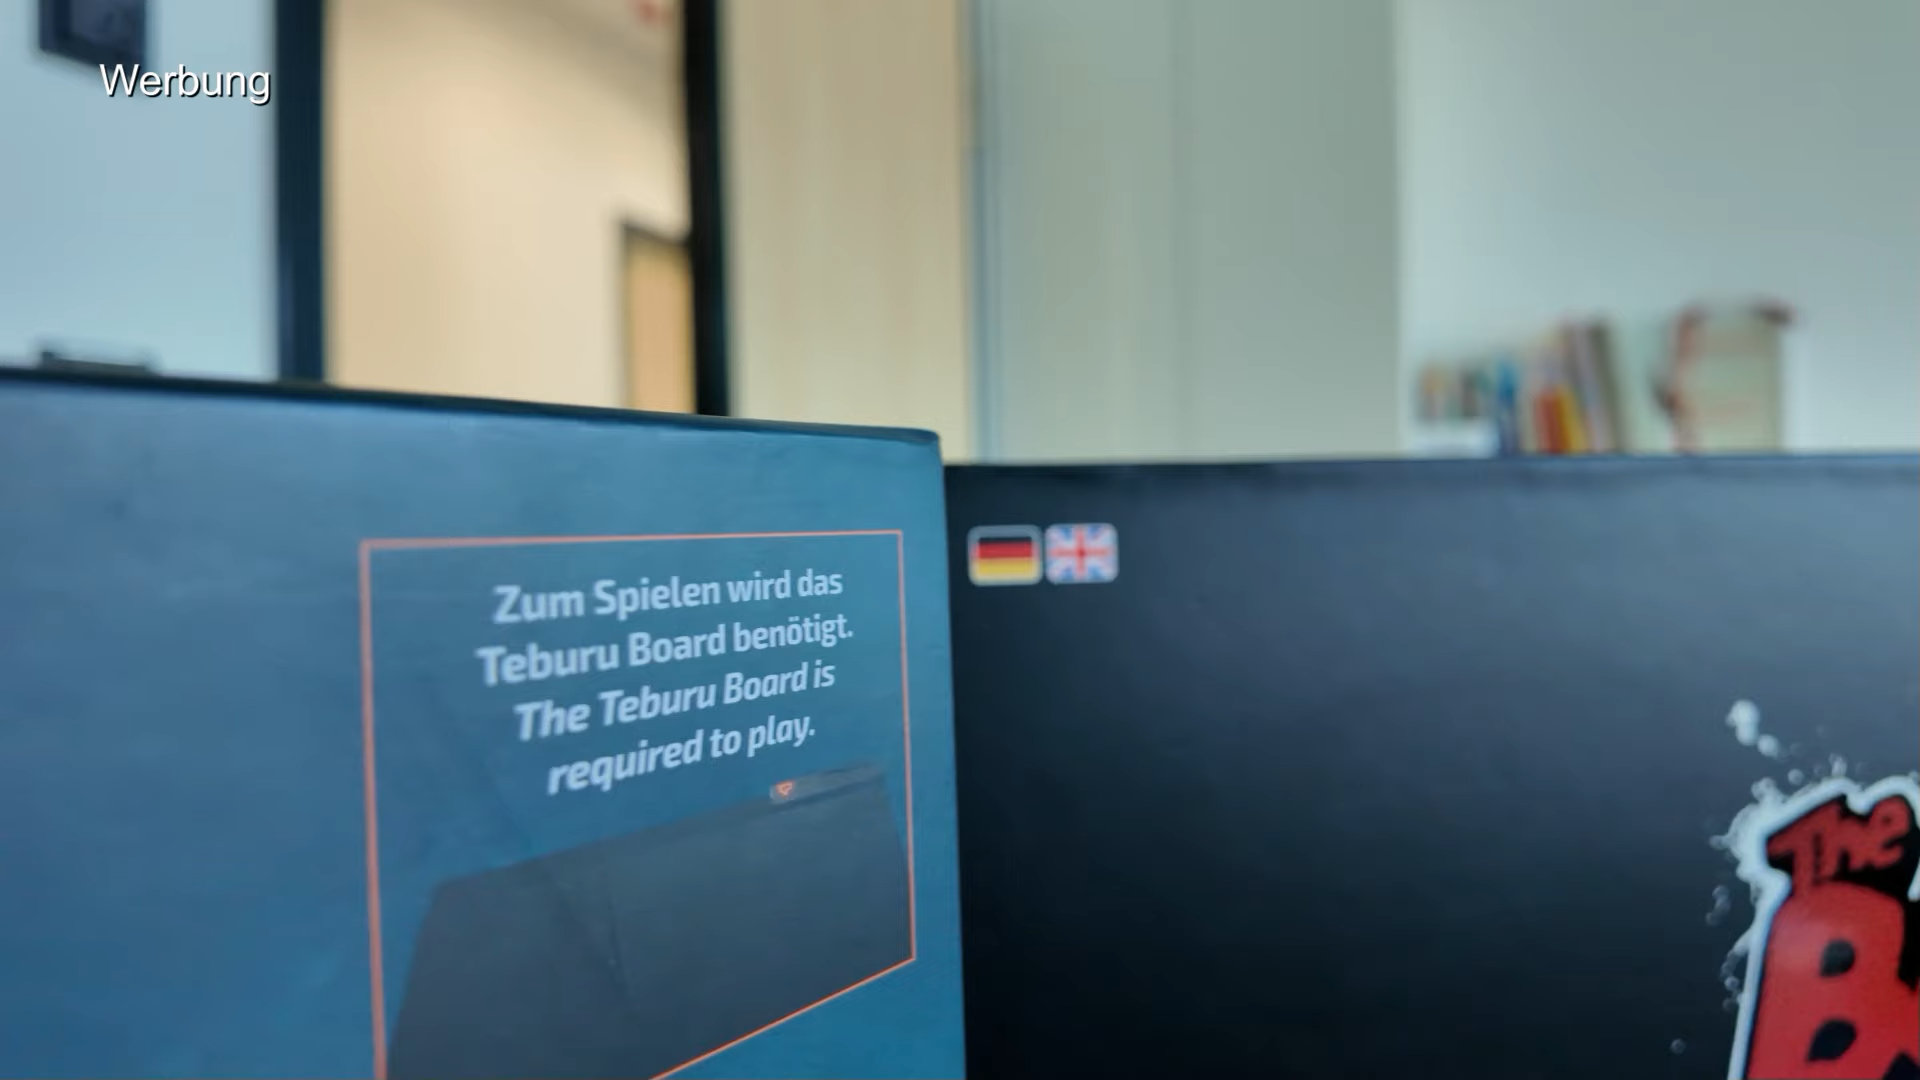 Werbung
Zum Spielen wird das
Teburu Board benötigt.
The Teburu Board is
required to play.
The
B